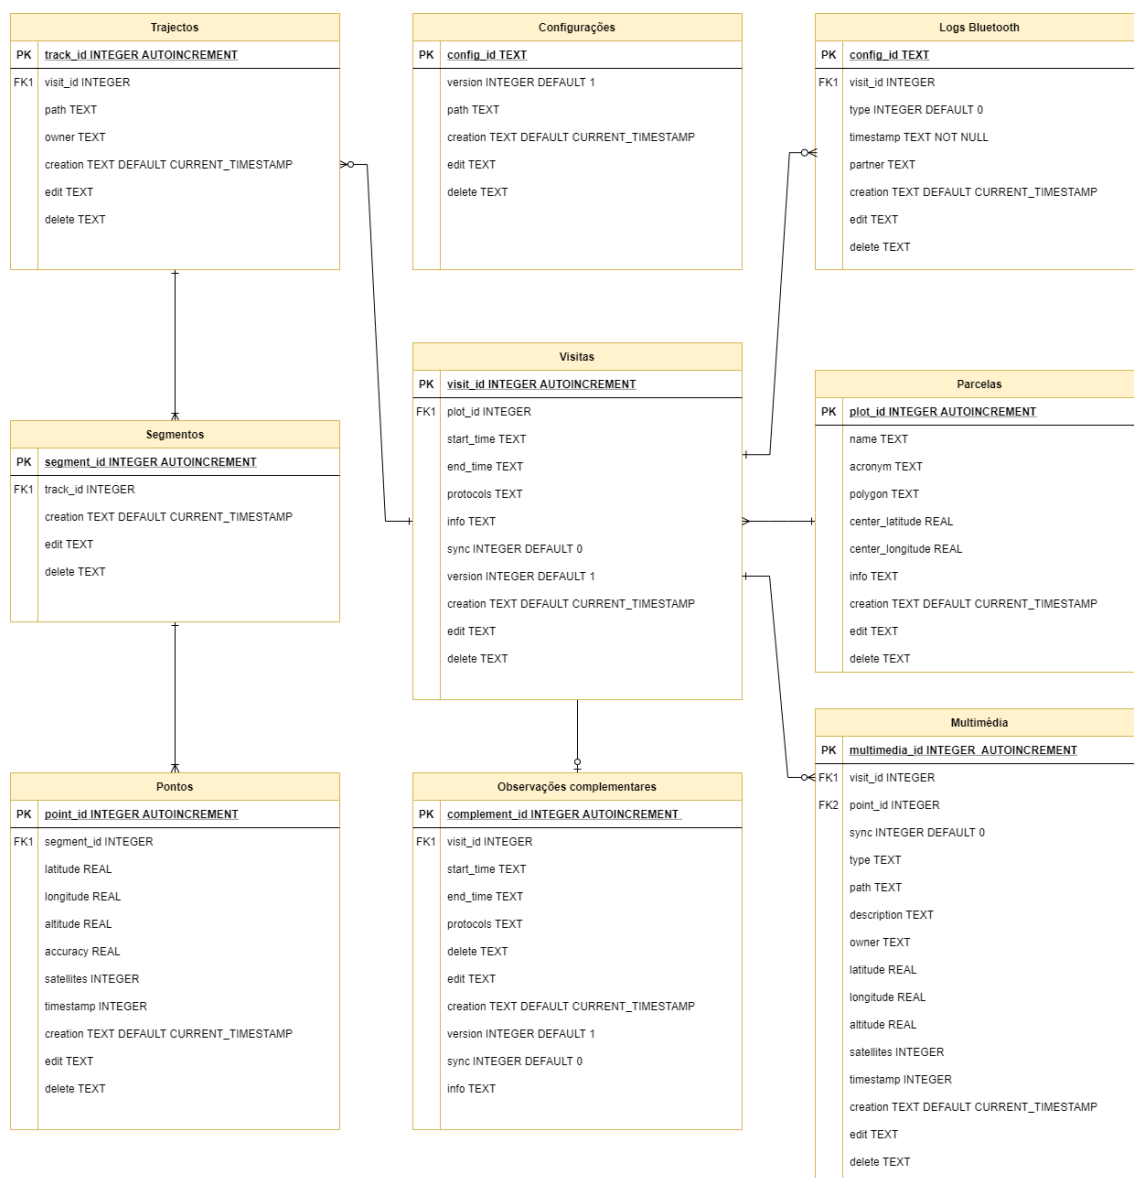 Trajectos
PK track_id INTEGER AUTOINCREMENT
FK1 visit_id INTEGER
path TEXT
owner TEXT
creation TEXT DEFAULT CURRENT_TIMESTAMP
edit TEXT
delete TEXT
Configurações
PK config_id TEXT
version INTEGER DEFAULT 1
path TEXT
creation TEXT DEFAULT CURRENT_TIMESTAMP
edit TEXT
delete TEXT
Logs Bluetooth
PK config_id TEXT
FK1 visit_id INTEGER
type INTEGER DEFAULT 0
timestamp TEXT NOT NULL
partner TEXT
creation TEXT DEFAULT CURRENT_TIMESTAMP
edit TEXT
delete TEXT
Segmentos
PK segment_id INTEGER AUTOINCREMENT
FK1 track_id INTEGER
creation TEXT DEFAULT CURRENT_TIMESTAMP
edit TEXT
delete TEXT
Visitas
PK visit_id INTEGER AUTOINCREMENT
FK1 plot_id INTEGER
start_time TEXT
end_time TEXT
protocols TEXT
info TEXT
sync INTEGER DEFAULT 0
version INTEGER DEFAULT 1
creation TEXT DEFAULT CURRENT_TIMESTAMP
edit TEXT
delete TEXT
Parcelas
PK plot_id INTEGER AUTOINCREMENT
name TEXT
acronym TEXT
polygon TEXT
center_latitude REAL
center_longitude REAL
info TEXT
creation TEXT DEFAULT CURRENT_TIMESTAMP
edit TEXT
delete TEXT
Pontos
PK point_id INTEGER AUTOINCREMENT
FK1 segment_id INTEGER
latitude REAL
longitude REAL
altitude REAL
accuracy REAL
satellites INTEGER
timestamp INTEGER
creation TEXT DEFAULT CURRENT_TIMESTAMP
edit TEXT
delete TEXT
Observações complementares
PK complement_id INTEGER AUTOINCREMENT
FK1 visit_id INTEGER
start_time TEXT
end_time TEXT
protocols TEXT
delete TEXT
edit TEXT
creation TEXT DEFAULT CURRENT_TIMESTAMP
version INTEGER DEFAULT 1
sync INTEGER DEFAULT 0
info TEXT
Multimédia
PK multimedia_id INTEGER AUTOINCREMENT
FK1 visit_id INTEGER
FK2 point_id INTEGER
sync INTEGER DEFAULT 0
type TEXT
path TEXT
description TEXT
owner TEXT
latitude REAL
longitude REAL
altitude REAL
satellites INTEGER
timestamp INTEGER
creation TEXT DEFAULT CURRENT_TIMESTAMP
edit TEXT
delete TEXT